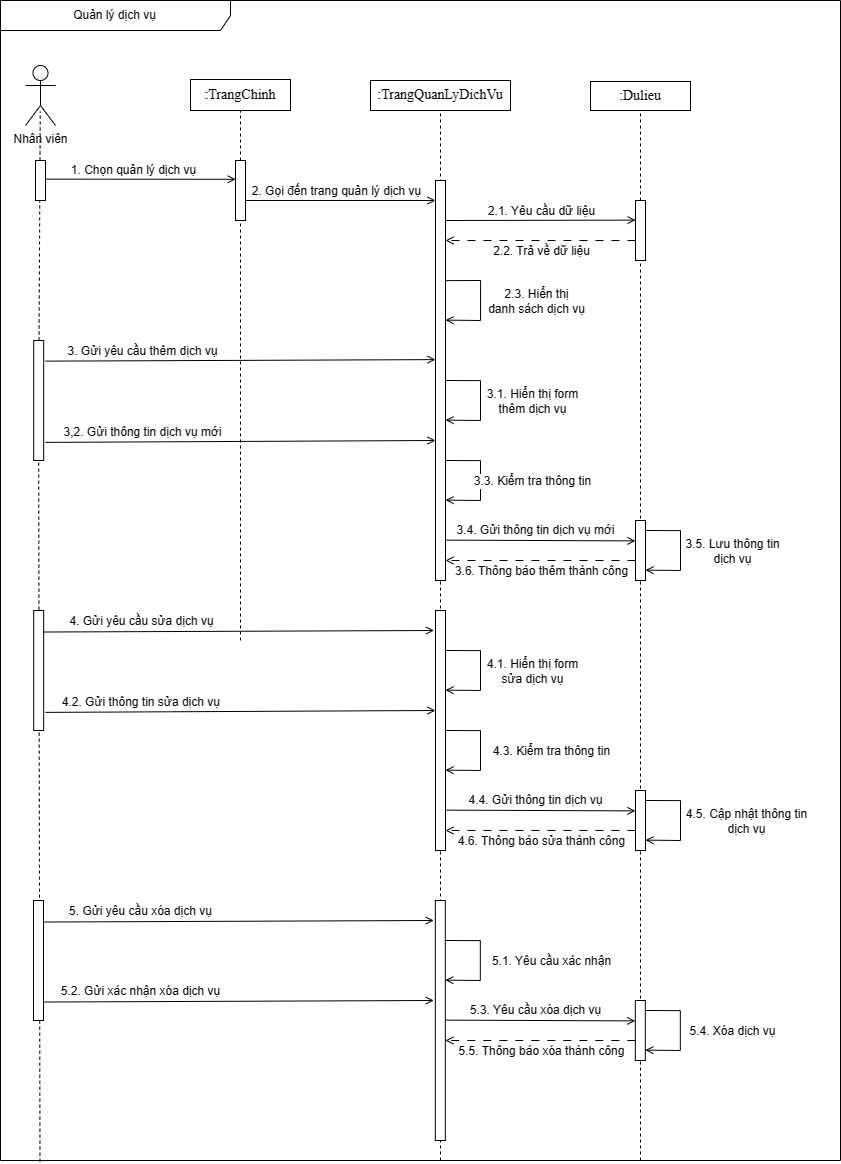 Quản lý dịch vụ
:TrangChinh
:TrangQuanLyDichVu
:Dulieu
Nhân viên
1. Chọn quản lý dịch vụ
2. Gọi đến trang quản lý dịch vụ
2.1. Yêu cầu dữ liệu
2.2. Trả về dữ liệu
2.3. Hiển thị
danh sách dịch vụ
3. Gửi yêu cầu thêm dịch vụ
3.1. Hiển thị form
thêm dịch vụ
3,2. Gửi thông tin dịch vụ mới
3.3. Kiểm tra thông tin
3.4. Gửi thông tin dịch vụ mới
3.5. Lưu thông tin
dịch vụ
3.6. Thông báo thêm thành công
4. Gửi yêu cầu sửa dịch vụ
4.1. Hiển thị form
sửa dịch vụ
4.2. Gửi thông tin sửa dịch vụ
4.3. Kiểm tra thông tin
4.4. Gửi thông tin dịch vụ
4.5. Cập nhật thông tin
dịch vụ
4.6. Thông báo sửa thành công
5. Gửi yêu cầu xóa dịch vụ
5.1. Yêu cầu xác nhận
5.2. Gửi xác nhận xóa dịch vụ
5.3. Yêu cầu xóa dịch vụ
5.4. Xóa dịch vụ
5.5. Thông báo xóa thành công